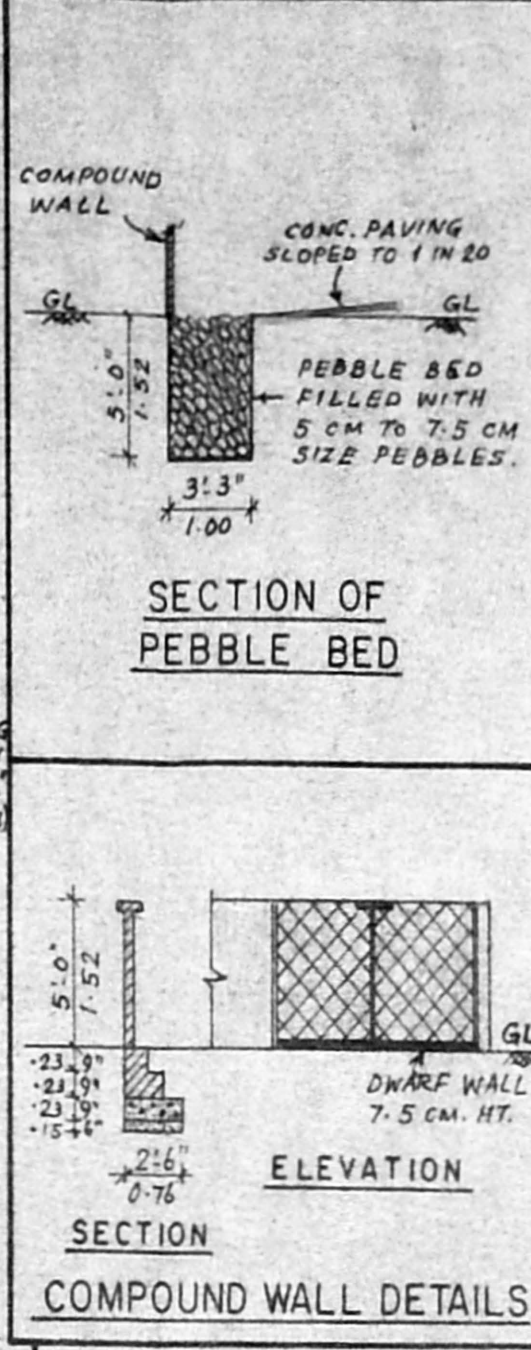 COMPOUND
WALL
CONC. PAVING
SLOPED TO 1 IN 20
GL
GL
5'-0"
1.52
PEBBLE BED
FILLED WITH
5 CM TO 7.5 CM
SIZE PEBBLES.
3'-3"
1.00
SECTION OF
PEBBLE BED
5'-0"
1.52
GL
.23 9"
.23 9"
.23 9"
.15 6"
DWARF WALL
7.5 CM. HT.
2'-6"
0.76
ELEVATION
SECTION
COMPOUND WALL DETAILS